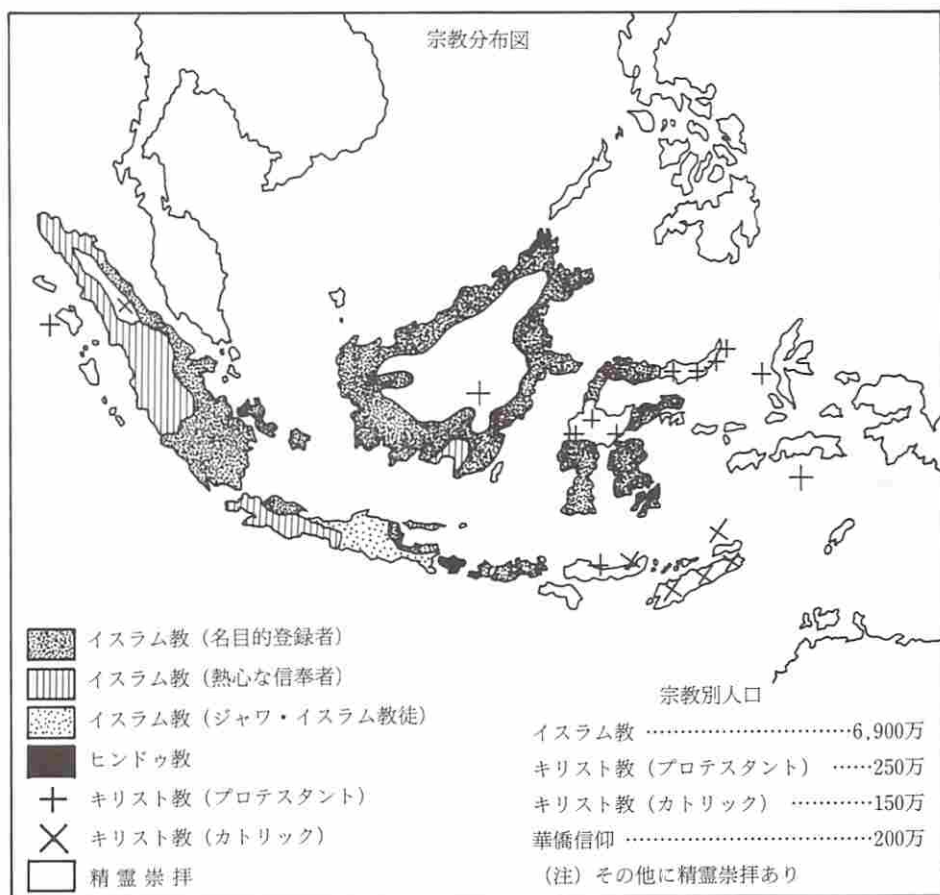 宗教分布図
イスラム教（名目的登録者）
イスラム教（熱心な信奉者）
イスラム教（ジャワ・イスラム教徒）
ヒンドゥ教
キリスト教（プロテスタント）
キリスト教（カトリック）
精霊崇拝
宗教別人口
イスラム教 …………………………6,900万
キリスト教（プロテスタント） ……250万
キリスト教（カトリック）…………150万
華僑信仰 ……………………………200万
（注）その他に精霊崇拝あり